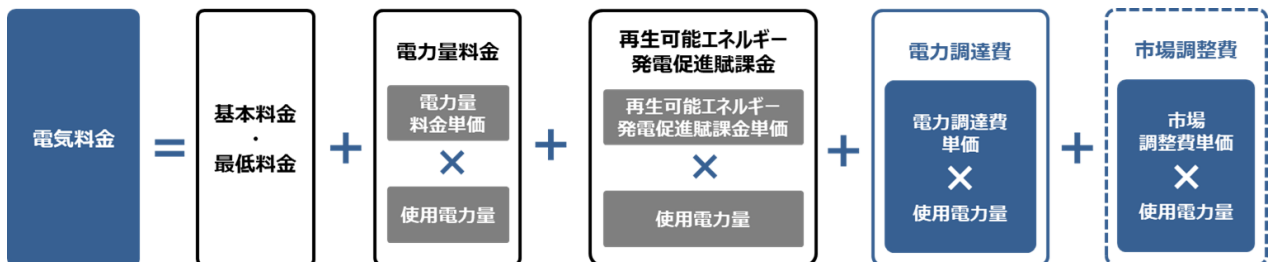 電気料金
=
基本料金
・
最低料金
+
電力量料金
電力量
料金単価
×
使用電力量
+
再生可能エネルギー
発電促進賦課金
再生可能エネルギー
発電促進賦課金単価
×
使用電力量
+
電力調達費
電力調達費
単価
×
使用電力量
+
市場調整費
市場
調整費単価
×
使用電力量